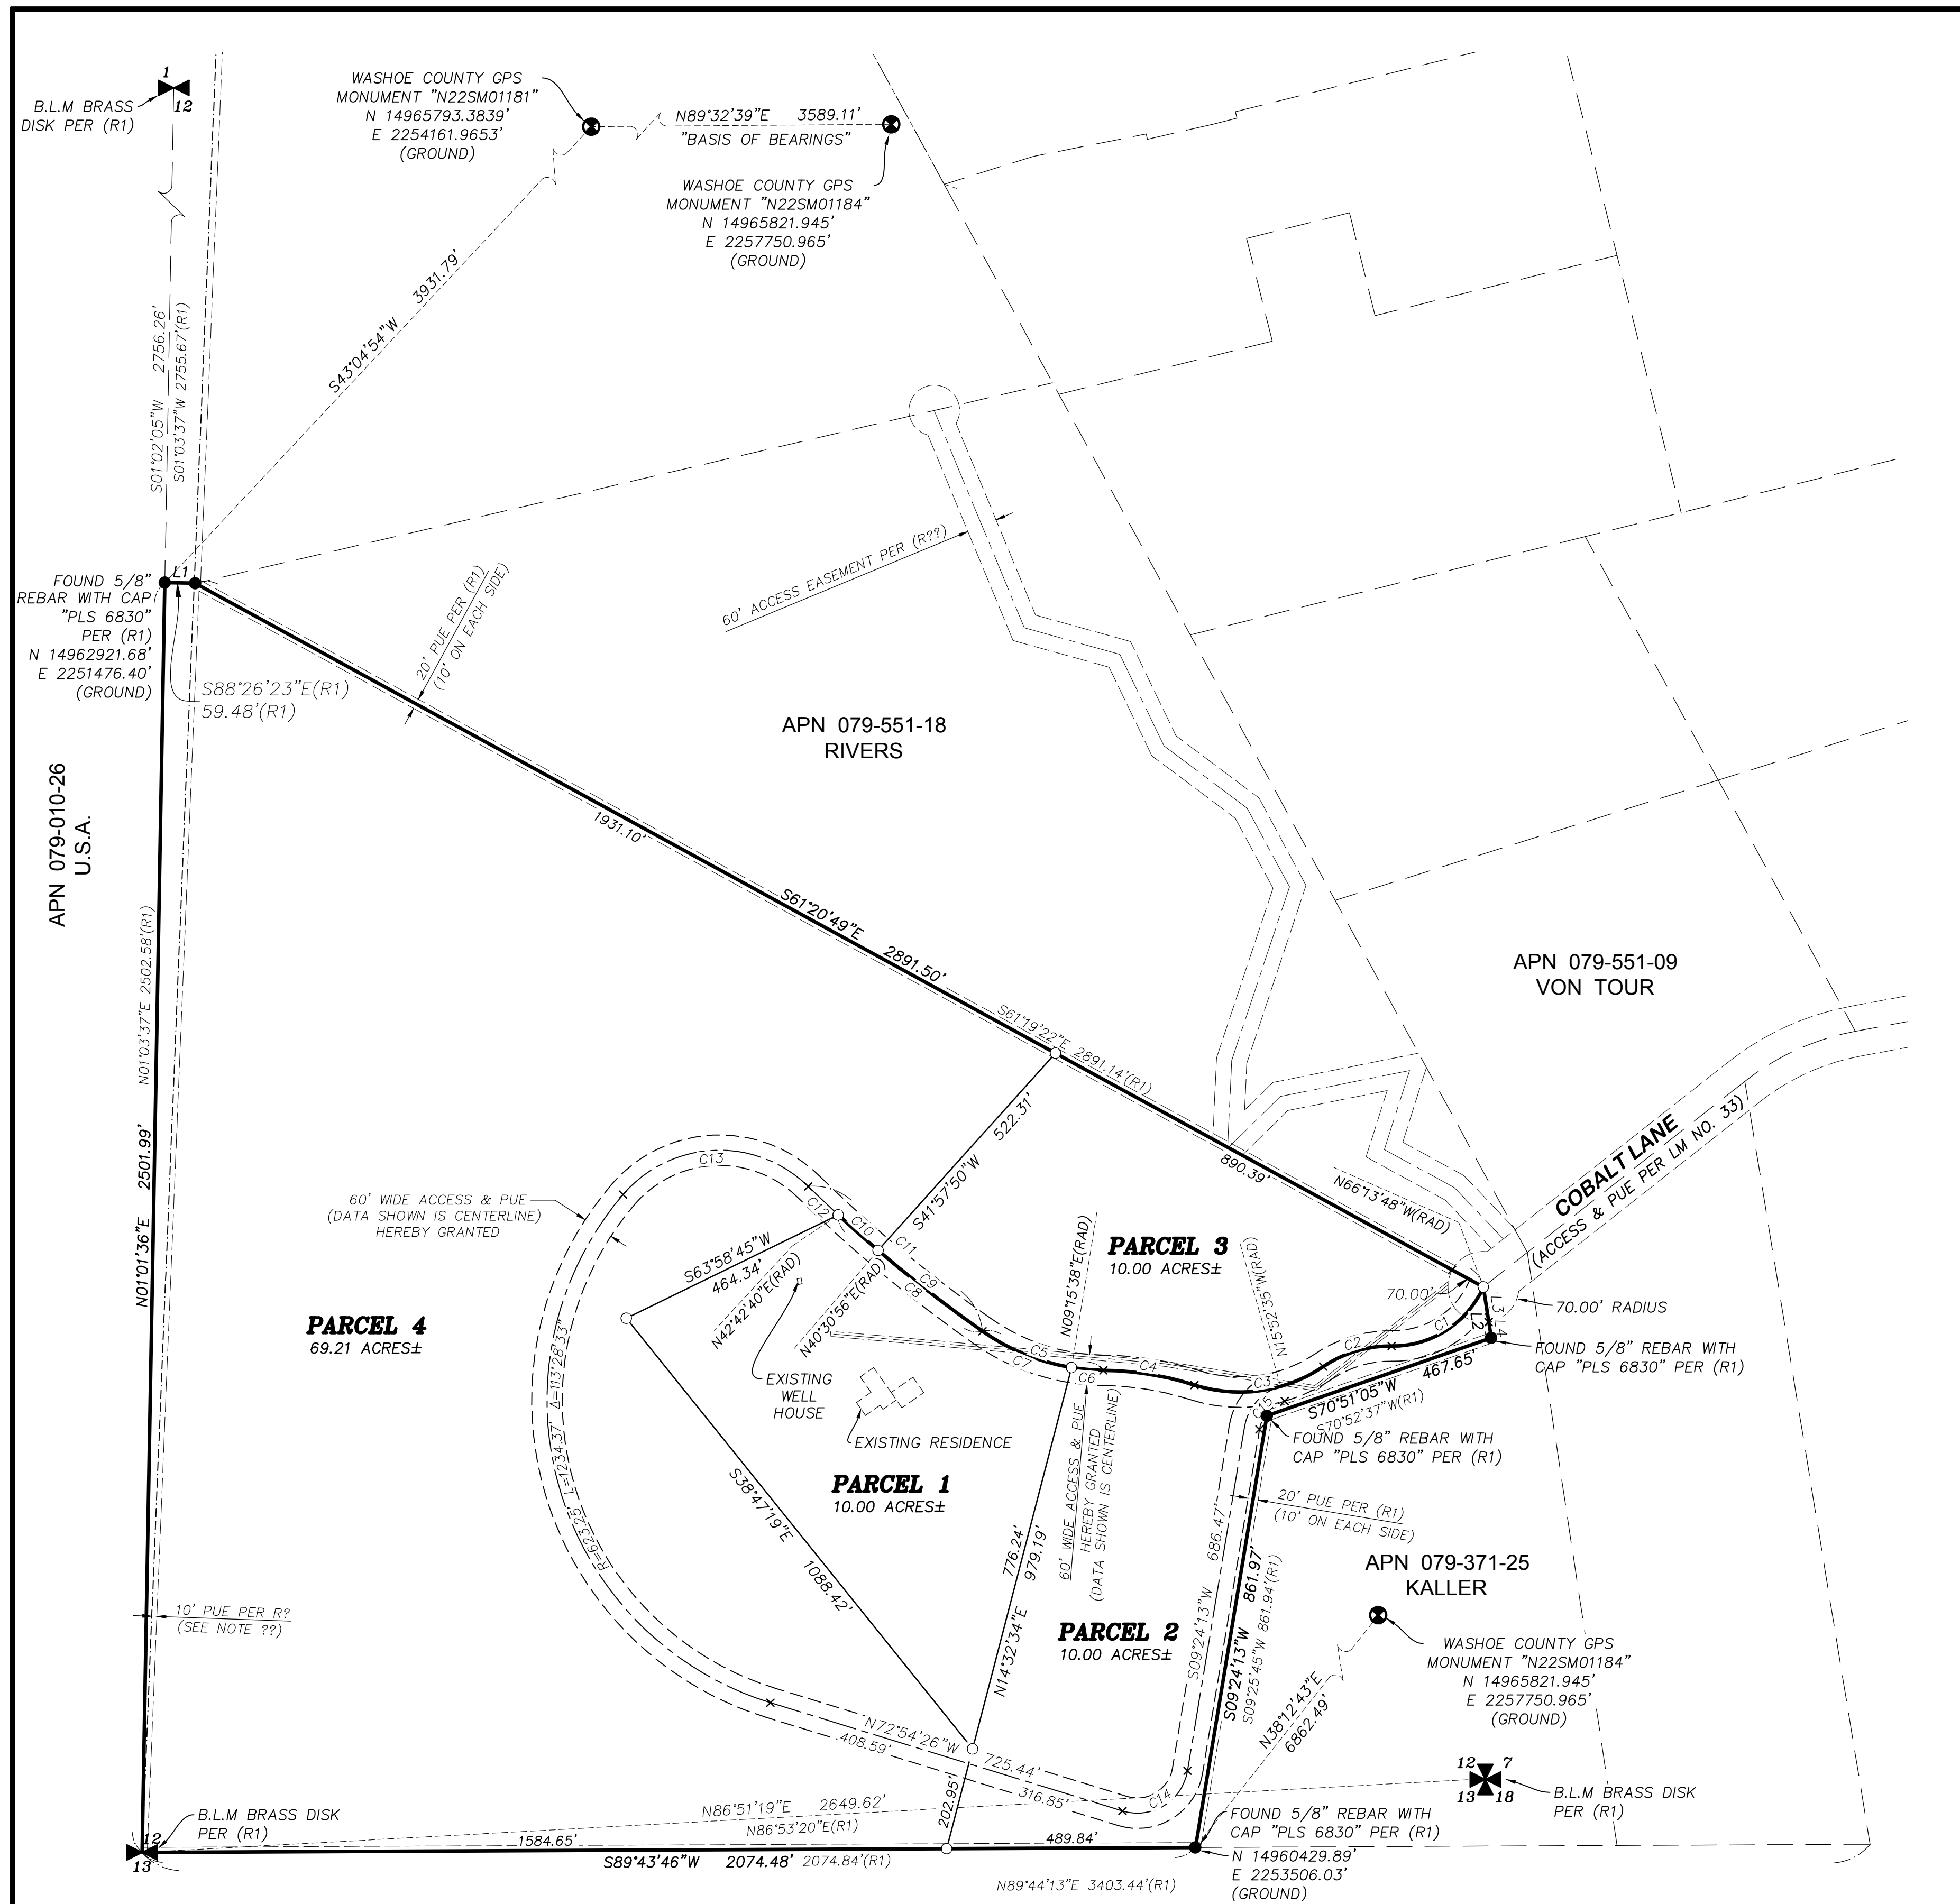 1
12
B.L.M BRASS
DISK PER (R1)
WASHOE COUNTY GPS
MONUMENT "N22SM01181"
N 14965793.3839'
E 2254161.9653'
(GROUND)
N89°32'39"E 3589.11'
"BASIS OF BEARINGS"
WASHOE COUNTY GPS
MONUMENT "N22SM01184"
N 14965821.945'
E 2257750.965'
(GROUND)
S43°04'54"W 3931.79'
S01°02'05"W 2756.26'
S01°03'37"W 2755.67'(R1)
L1
FOUND 5/8"
REBAR WITH CAP
"PLS 6830"
PER (R1)
N 14962921.68'
E 2251476.40'
(GROUND)
S88°26'23"E(R1)
59.48'(R1)
20' PUE PER (R1)
(10' ON EACH SIDE)
60' ACCESS EASEMENT PER (R??)
APN 079-551-18
RIVERS
APN 079-010-26
U.S.A.
1931.10'
S61°20'49"E 2891.50'
S61°19'22"E 2891.14'(R1)
890.39'
APN 079-551-09
VON TOUR
N01°03'37"E 2502.58'(R1)
N01°01'36"E 2501.99'
COBALT LANE
(ACCESS & PUE PER LM NO. 33)
N66°13'48"W(RAD)
522.31'
S41°57'50"W
C13
60' WIDE ACCESS & PUE
(DATA SHOWN IS CENTERLINE)
HEREBY GRANTED
C12
C10
C11
C9
C8
S63°58'45"W
464.34'
N42°42'40"E(RAD)
N40°30'56"E(RAD)
N09°15'38"E(RAD)
PARCEL 3
10.00 ACRES±
N15°52'35"W(RAD)
70.00'
L3
L4
L2
70.00' RADIUS
C1
C2
C3
C4
C5
C6
C7
C15
FOUND 5/8" REBAR WITH
CAP "PLS 6830" PER (R1)
467.65'
S70°51'05"W
S70°52'37"W(R1)
FOUND 5/8" REBAR WITH
CAP "PLS 6830" PER (R1)
PARCEL 4
69.21 ACRES±
R=623.25' L=1234.37' Δ=113°28'33"
EXISTING
WELL
HOUSE
EXISTING RESIDENCE
PARCEL 1
10.00 ACRES±
S38°47'19"E 1088.42'
60' WIDE ACCESS & PUE
HEREBY GRANTED
(DATA SHOWN IS CENTERLINE)
776.24'
979.19'
N14°32'34"E
20' PUE PER (R1)
(10' ON EACH SIDE)
APN 079-371-25
KALLER
686.47'
S09°24'13"W
S09°24'13"W 861.97'
S09°25'45"W 861.94'(R1)
PARCEL 2
10.00 ACRES±
10' PUE PER R?
(SEE NOTE ??)
WASHOE COUNTY GPS
MONUMENT "N22SM01184"
N 14965821.945'
E 2257750.965'
(GROUND)
N38°12'43"E
6862.49'
N72°54'26"W 725.44'
408.59'
316.85'
C14
12 7
13 18
B.L.M BRASS DISK
PER (R1)
202.95'
N86°51'19"E 2649.62'
N86°53'20"E(R1)
B.L.M BRASS DISK
PER (R1)
12
13
FOUND 5/8" REBAR WITH
CAP "PLS 6830" PER (R1)
1584.65'
489.84'
S89°43'46"W 2074.48' 2074.84'(R1)
N89°44'13"E 3403.44'(R1)
N 14960429.89'
E 2253506.03'
(GROUND)